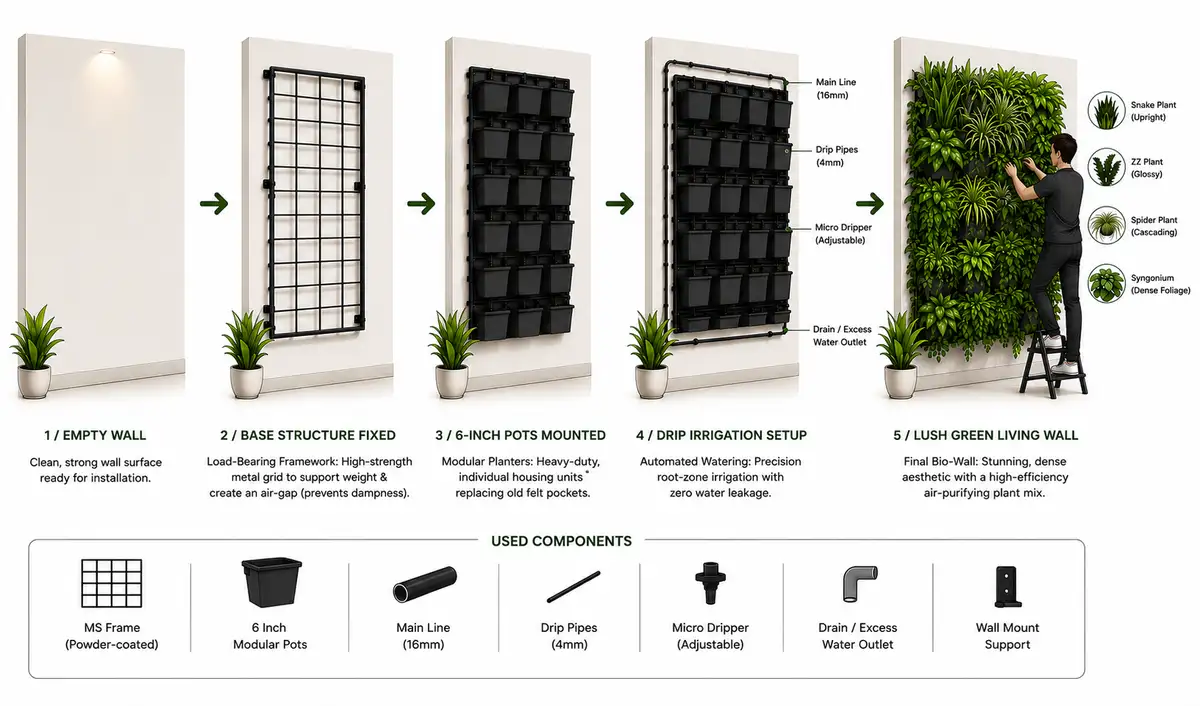 Main Line
(16mm)
Drip Pipes
(4mm)
Micro Dripper
(Adjustable)
Drain / Excess
Water Outlet
Snake Plant
(Upright)
ZZ Plant
(Glossy)
Spider Plant
(Cascading)
Syngonium
(Dense Foliage)
1 / EMPTY WALL
Clean, strong wall surface
ready for installation.
2 / BASE STRUCTURE FIXED
Load-Bearing Framework: High-strength
metal grid to support weight &
create an air-gap (prevents dampness).
3 / 6-INCH POTS MOUNTED
Modular Planters: Heavy-duty,
individual housing units *
replacing old felt pockets.
4 / DRIP IRRIGATION SETUP
Automated Watering: Precision
root-zone irrigation with
zero water leakage.
5 / LUSH GREEN LIVING WALL
Final Bio-Wall: Stunning, dense
aesthetic with a high-efficiency
air-purifying plant mix.
USED COMPONENTS
MS Frame
(Powder-coated)
6 Inch
Modular Pots
Main Line
(16mm)
Drip Pipes
(4mm)
Micro Dripper
(Adjustable)
Drain / Excess
Water Outlet
Wall Mount
Support